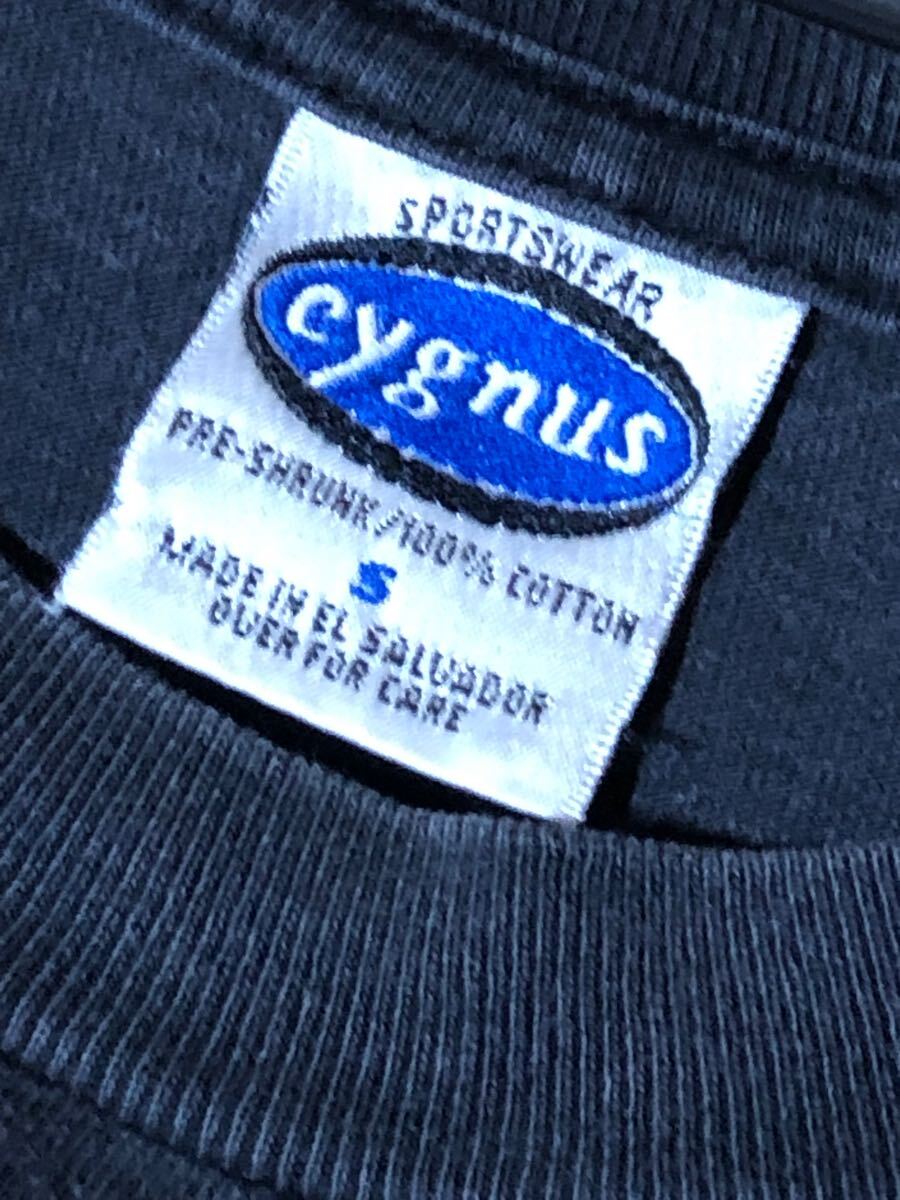 SPORTSWEAR
cygnus
PRE-SHRUNK/100% COTTON
S
MADE IN EL SALVADOR
OVER FOR CARE